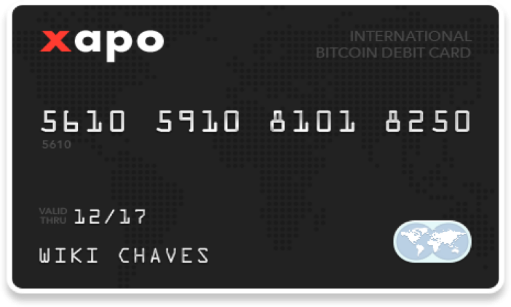 xapo
INTERNATIONAL
BITCOIN DEBIT CARD
5610 5910 8101 8250
5610
VALID
THRU 12/17
WIKI CHAVES